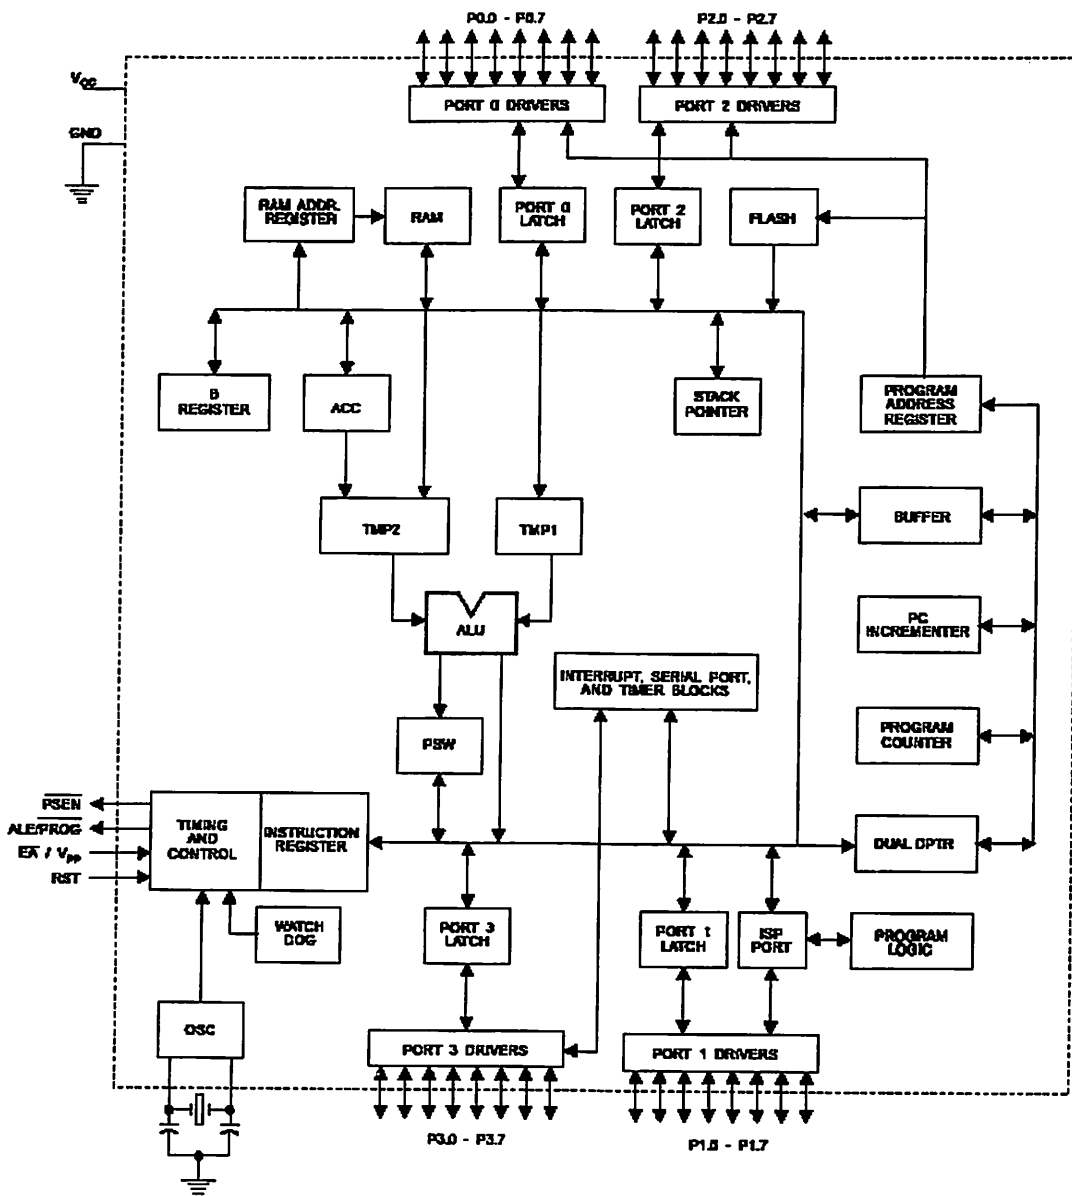 P0.0 - P0.7
P2.0 - P2.7
VCC
GND
PORT 0 DRIVERS
PORT 2 DRIVERS
RAM ADDR.
REGISTER
RAM
PORT 0
LATCH
PORT 2
LATCH
FLASH
B
REGISTER
ACC
STACK
POINTER
PROGRAM
ADDRESS
REGISTER
TMP2
TMP1
BUFFER
ALU
PC
INCREMENTER
INTERRUPT, SERIAL PORT,
AND TIMER BLOCKS
PSW
PROGRAM
COUNTER
PSEN
ALE/PROG
EA / VPP
RST
TIMING
AND
CONTROL
INSTRUCTION
REGISTER
DUAL DPTR
WATCH
DOG
PORT 3
LATCH
PORT 1
LATCH
ISP
PORT
PROGRAM
LOGIC
OSC
PORT 3 DRIVERS
PORT 1 DRIVERS
P3.0 - P3.7
P1.0 - P1.7